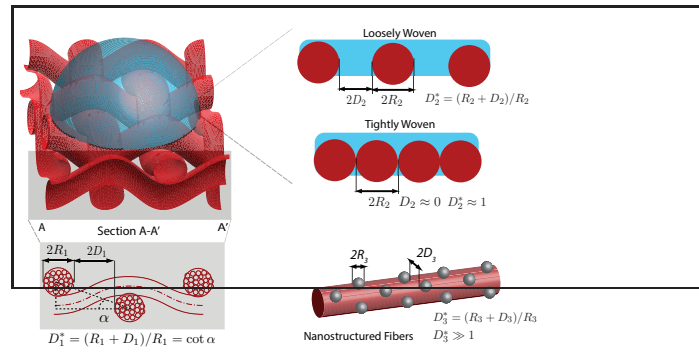 Loosely Woven
2D₂
2R₂
D₂* = (R₂ + D₂)/R₂
Tightly Woven
2R₂
D₂ ≈ 0 D₂* ≈ 1
A
Section A-A'
A'
2R₁
2D₁
α
D₁* = (R₁ + D₁)/R₁ = cot α
2R₃
2D₃
D₃* = (R₃ + D₃)/R₃
Nanostructured Fibers
D₃* ≫ 1